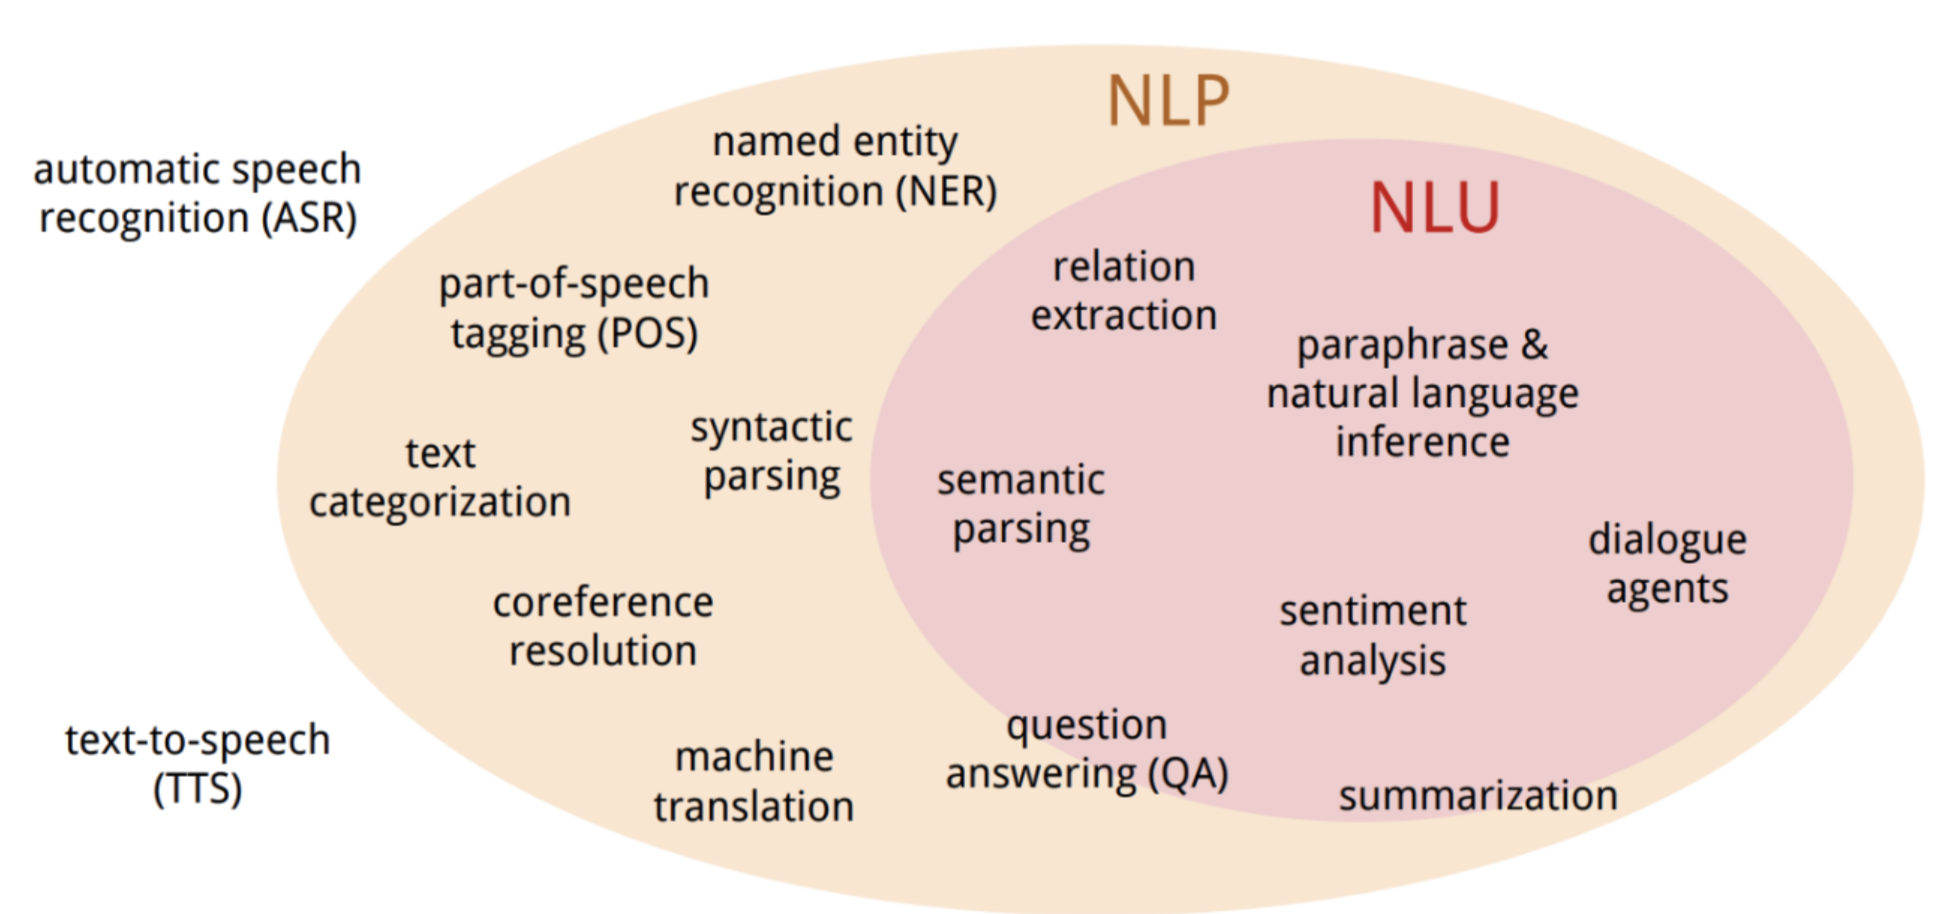 NLP
named entity
recognition (NER)
automatic speech
recognition (ASR)
NLU
relation
extraction
part-of-speech
tagging (POS)
paraphrase &
natural language
inference
syntactic
parsing
text
categorization
semantic
parsing
dialogue
agents
coreference
resolution
sentiment
analysis
question
answering (QA)
text-to-speech
(TTS)
machine
translation
summarization